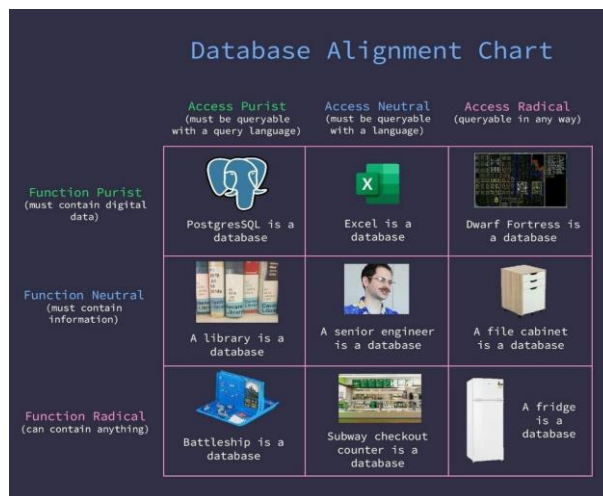 Database Alignment Chart
Access Purist
(must be queryable
with a query language)
Access Neutral
(must be queryable
with a language)
Access Radical
(queryable in any way)
Function Purist
(must contain digital
data)
PostgresSQL is a
database
X
Excel is a
database
Dwarf Fortress is
a database
Function Neutral
(must contain
information)
A library is a
database
A senior engineer
is a database
A file cabinet
is a database
Function Radical
(can contain anything)
Battleship is a
database
Subway checkout
counter is a
database
A fridge
is a
database